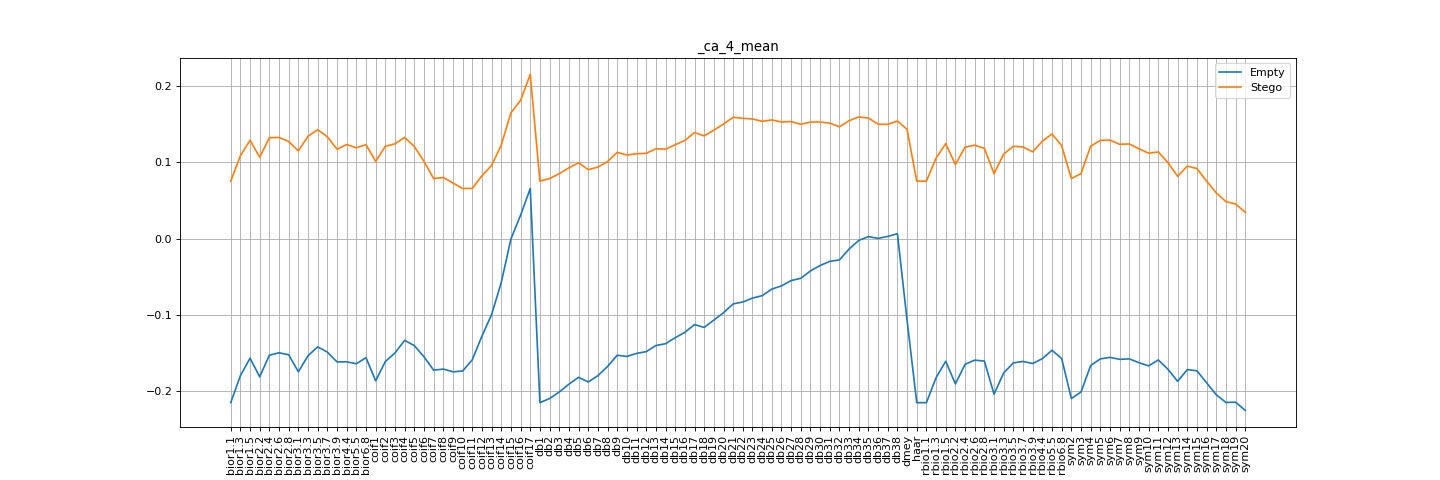 _ca_4_mean
Empty
Stego
0.2
0.1
0.0
−0.1
−0.2
bior1.1
bior1.3
bior1.5
bior2.2
bior2.4
bior2.6
bior2.8
bior3.1
bior3.3
bior3.5
bior3.7
bior3.9
bior4.4
bior5.5
bior6.8
coif1
coif2
coif3
coif4
coif5
coif6
coif7
coif8
coif9
coif10
coif11
coif12
coif13
coif14
coif15
coif16
coif17
db1
db2
db3
db4
db5
db6
db7
db8
db9
db10
db11
db12
db13
db14
db15
db16
db17
db18
db19
db20
db21
db22
db23
db24
db25
db26
db27
db28
db29
db30
db31
db32
db33
db34
db35
db36
db37
db38
dmey
haar
rbio1.1
rbio1.3
rbio1.5
rbio2.2
rbio2.4
rbio2.6
rbio2.8
rbio3.1
rbio3.3
rbio3.5
rbio3.7
rbio3.9
rbio4.4
rbio5.5
rbio6.8
sym2
sym3
sym4
sym5
sym6
sym7
sym8
sym9
sym10
sym11
sym12
sym13
sym14
sym15
sym16
sym17
sym18
sym19
sym20